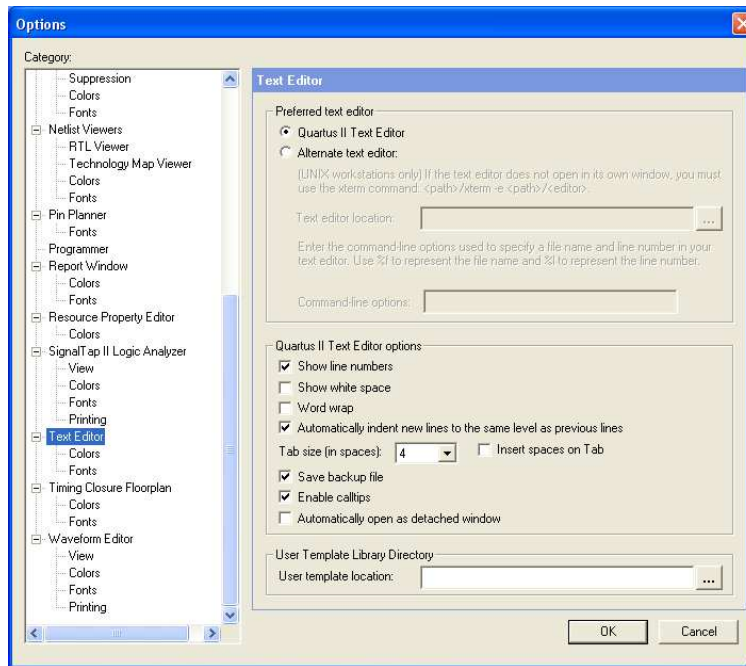 Options
Category:
Suppression
Colors
Fonts
Netlist Viewers
RTL Viewer
Technology Map Viewer
Colors
Fonts
Pin Planner
Fonts
Programmer
Report Window
Colors
Fonts
Resource Property Editor
Colors
SignalTap II Logic Analyzer
View
Colors
Fonts
Printing
Text Editor
Colors
Fonts
Timing Closure Floorplan
Colors
Fonts
Waveform Editor
View
Colors
Fonts
Printing
Text Editor
Preferred text editor
Quartus II Text Editor
Alternate text editor:
(UNIX workstations only) If the text editor does not open in its own window, you must
use the xterm command: <path>/xterm -e <path>/<editor>.
Text editor location:
...
Enter the command-line options used to specify a file name and line number in your
text editor. Use %f to represent the file name and %l to represent the line number.
Command-line options:
Quartus II Text Editor options
Show line numbers
Show white space
Word wrap
Automatically indent new lines to the same level as previous lines
Tab size (in spaces): 4 Insert spaces on Tab
Save backup file
Enable calltips
Automatically open as detached window
User Template Library Directory
User template location: ...
OK Cancel